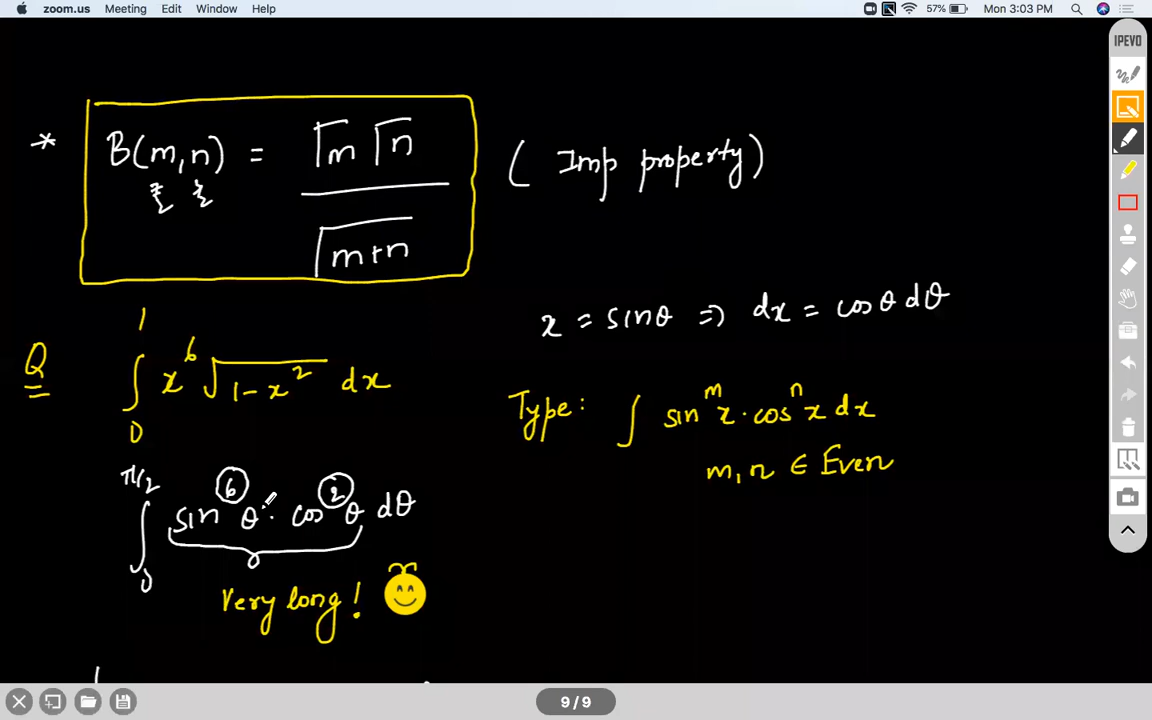 zoom.us Meeting Edit Window Help 57% Mon 3:03 PM
IPEVO
* B(m,n) = Γm Γn / Γm+n (Imp property)
x = sinθ ⇒ dx = cosθ dθ
Q ∫₀¹ x⁶ √(1-x²) dx
Type: ∫ sinᵐx · cosⁿx dx
m, n ∈ Even
∫₀^π/2 sin⁶θ · cos²θ dθ
Very long!
9 / 9